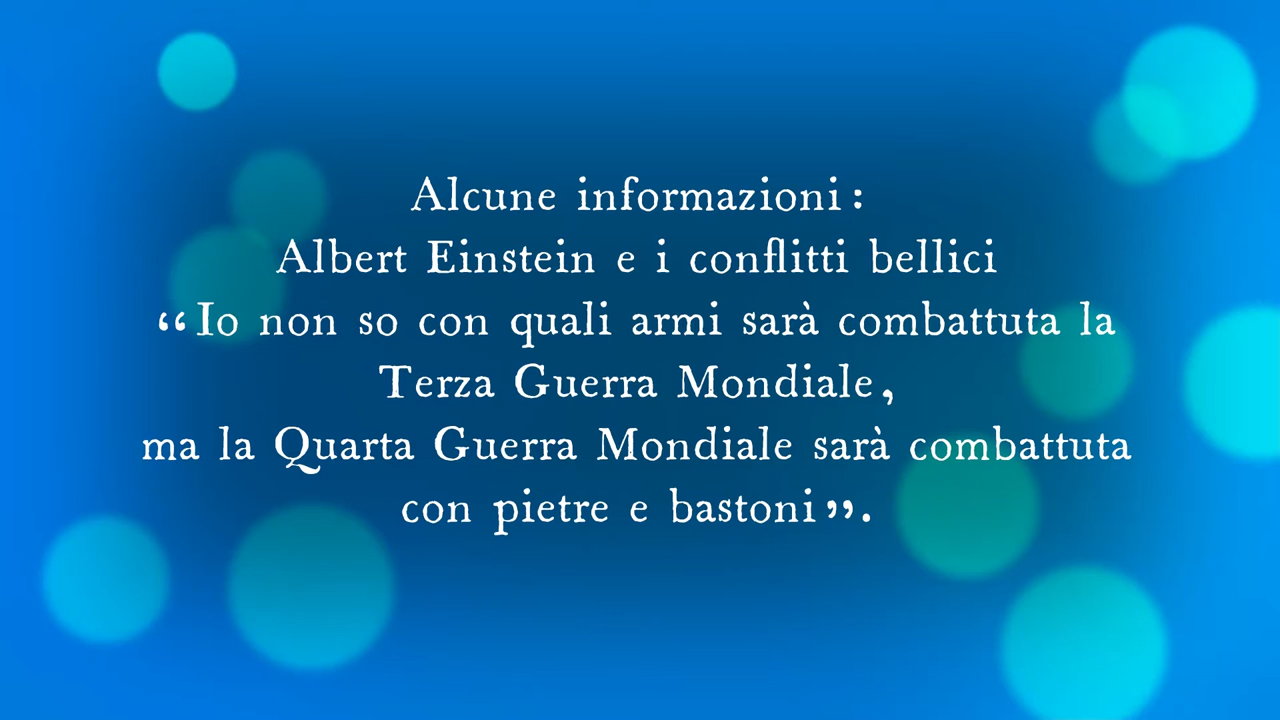 Alcune informazioni:
Albert Einstein e i conflitti bellici
“Io non so con quali armi sarà combattuta la
Terza Guerra Mondiale,
ma la Quarta Guerra Mondiale sarà combattuta
con pietre e bastoni”.